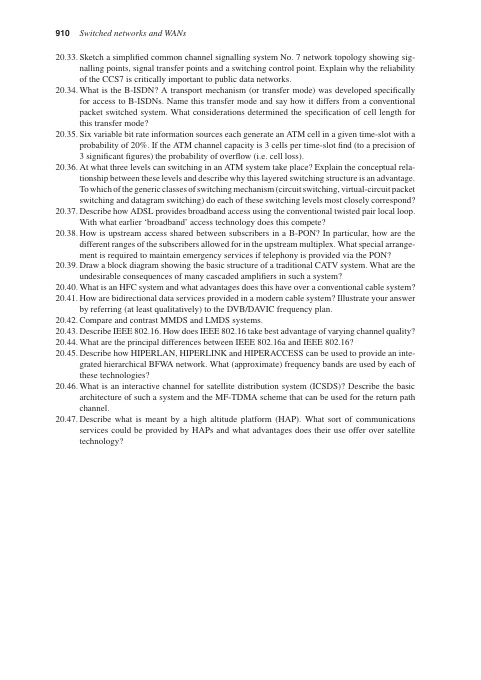 910 Switched networks and WANs
20.33. Sketch a simplified common channel signalling system No. 7 network topology showing sig-
nalling points, signal transfer points and a switching control point. Explain why the reliability
of the CCS7 is critically important to public data networks.
20.34. What is the B-ISDN? A transport mechanism (or transfer mode) was developed specifically
for access to B-ISDNs. Name this transfer mode and say how it differs from a conventional
packet switched system. What considerations determined the specification of cell length for
this transfer mode?
20.35. Six variable bit rate information sources each generate an ATM cell in a given time-slot with a
probability of 20%. If the ATM channel capacity is 3 cells per time-slot find (to a precision of
3 significant figures) the probability of overflow (i.e. cell loss).
20.36. At what three levels can switching in an ATM system take place? Explain the conceptual rela-
tionship between these levels and describe why this layered switching structure is an advantage.
To which of the generic classes of switching mechanism (circuit switching, virtual-circuit packet
switching and datagram switching) do each of these switching levels most closely correspond?
20.37. Describe how ADSL provides broadband access using the conventional twisted pair local loop.
With what earlier ‘broadband’ access technology does this compete?
20.38. How is upstream access shared between subscribers in a B-PON? In particular, how are the
different ranges of the subscribers allowed for in the upstream multiplex. What special arrange-
ment is required to maintain emergency services if telephony is provided via the PON?
20.39. Draw a block diagram showing the basic structure of a traditional CATV system. What are the
undesirable consequences of many cascaded amplifiers in such a system?
20.40. What is an HFC system and what advantages does this have over a conventional cable system?
20.41. How are bidirectional data services provided in a modern cable system? Illustrate your answer
by referring (at least qualitatively) to the DVB/DAVIC frequency plan.
20.42. Compare and contrast MMDS and LMDS systems.
20.43. Describe IEEE 802.16. How does IEEE 802.16 take best advantage of varying channel quality?
20.44. What are the principal differences between IEEE 802.16a and IEEE 802.16?
20.45. Describe how HIPERLAN, HIPERLINK and HIPERACCESS can be used to provide an inte-
grated hierarchical BFWA network. What (approximate) frequency bands are used by each of
these technologies?
20.46. What is an interactive channel for satellite distribution system (ICSDS)? Describe the basic
architecture of such a system and the MF-TDMA scheme that can be used for the return path
channel.
20.47. Describe what is meant by a high altitude platform (HAP). What sort of communications
services could be provided by HAPs and what advantages does their use offer over satellite
technology?